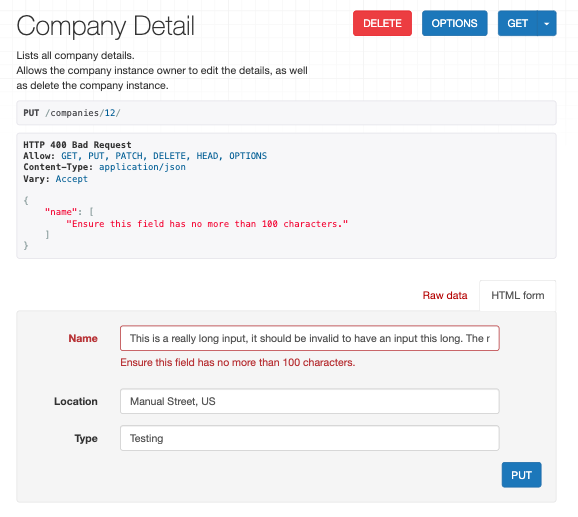 Company Detail
DELETE
OPTIONS
GET
Lists all company details.
Allows the company instance owner to edit the details, as well
as delete the company instance.
PUT /companies/12/
HTTP 400 Bad Request
Allow: GET, PUT, PATCH, DELETE, HEAD, OPTIONS
Content-Type: application/json
Vary: Accept
{
"name": [
"Ensure this field has no more than 100 characters."
]
}
Raw data
HTML form
Name
This is a really long input, it should be invalid to have an input this long. The r
Ensure this field has no more than 100 characters.
Location
Manual Street, US
Type
Testing
PUT